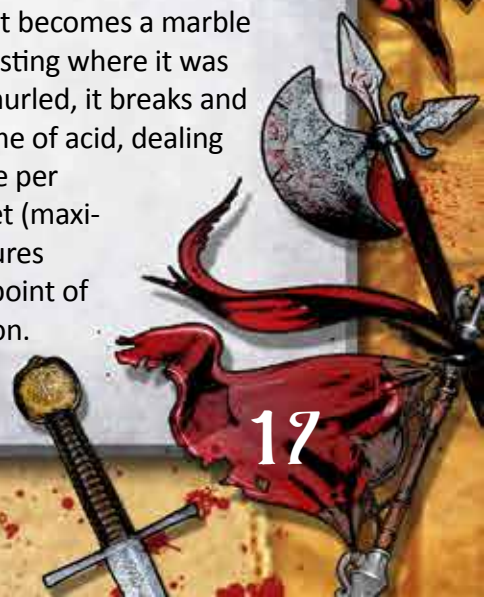 t becomes a marble
sting where it was
hurled, it breaks and
ne of acid, dealing
e per
et (maxi-
ures
point of
on.
17